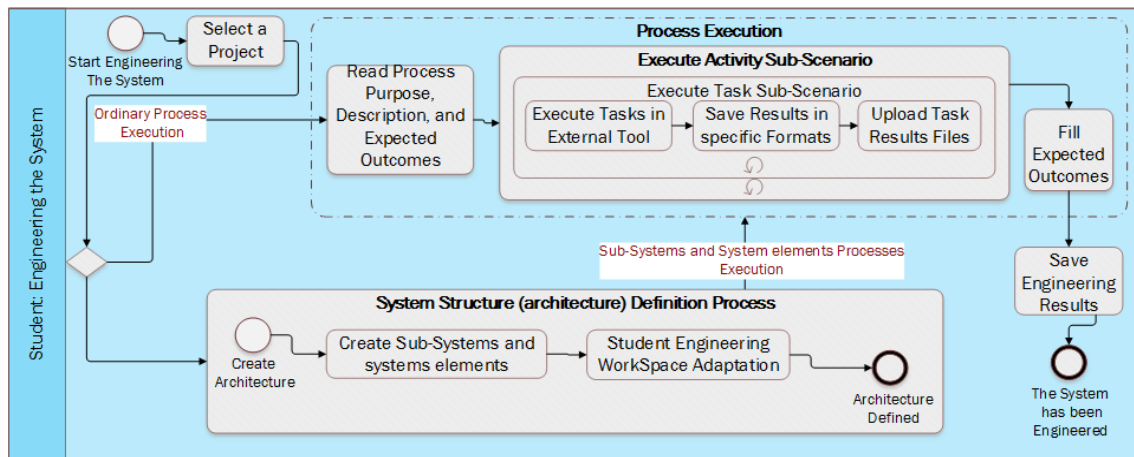 Student: Engineering the System
Start Engineering
The System
Select a
Project
Ordinary Process
Execution
Process Execution
Read Process
Purpose,
Description, and
Expected
Outcomes
Execute Activity Sub-Scenario
Execute Task Sub-Scenario
Execute Tasks in
External Tool
Save Results in
specific Formats
Upload Task
Results Files
Fill
Expected
Outcomes
Sub-Systems and System elements Processes
Execution
Save
Engineering
Results
System Structure (architecture) Definition Process
Create
Architecture
Create Sub-Systems and
systems elements
Student Engineering
WorkSpace Adaptation
Architecture
Defined
The System
has been
Engineered